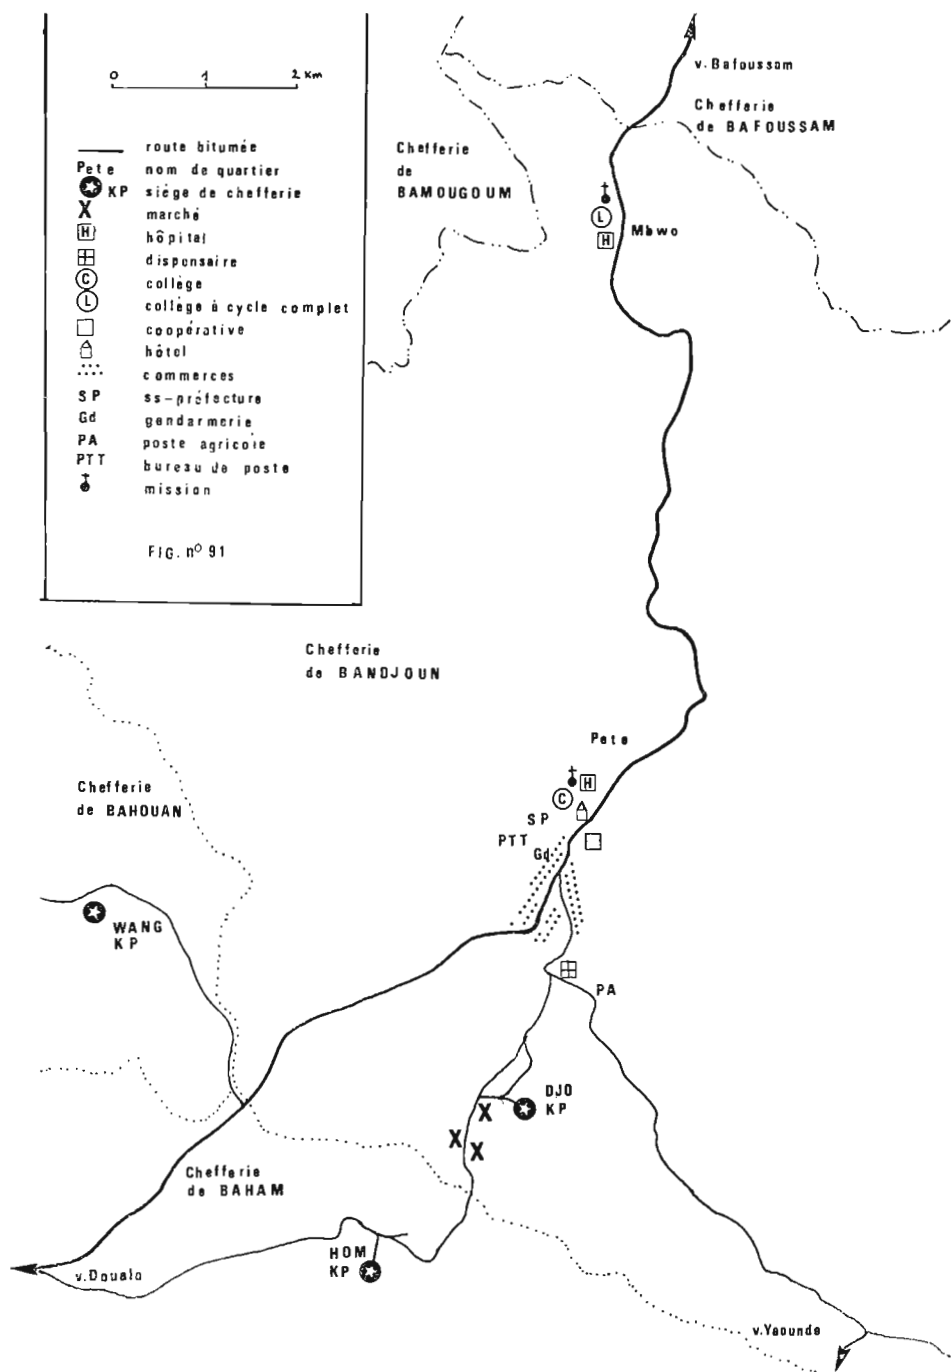 0 1 2 Km
route bitumée
Pete nom de quartier
KP siége de chefferie
X marché
H hôpital
dispensaire
C collège
L collège à cycle complet
coopérative
hôtel
commerces
SP ss-préfecture
Gd gendarmerie
PA poste agricole
PTT bureau de poste
mission
FIG. nº 91
v. Bafoussam
Chefferie
de BAFOUSSAM
Chefferie
de
BAMOUGOUM
L
H
Mbwo
Chefferie
de BANDJOUN
Pete
H
C
SP
PTT
Gd
Chefferie
de BAHOUAN
WANG
KP
PA
DJO
KP
X
X
X
Chefferie
de BAHAM
HOM
KP
v. Douala
v. Yaounde